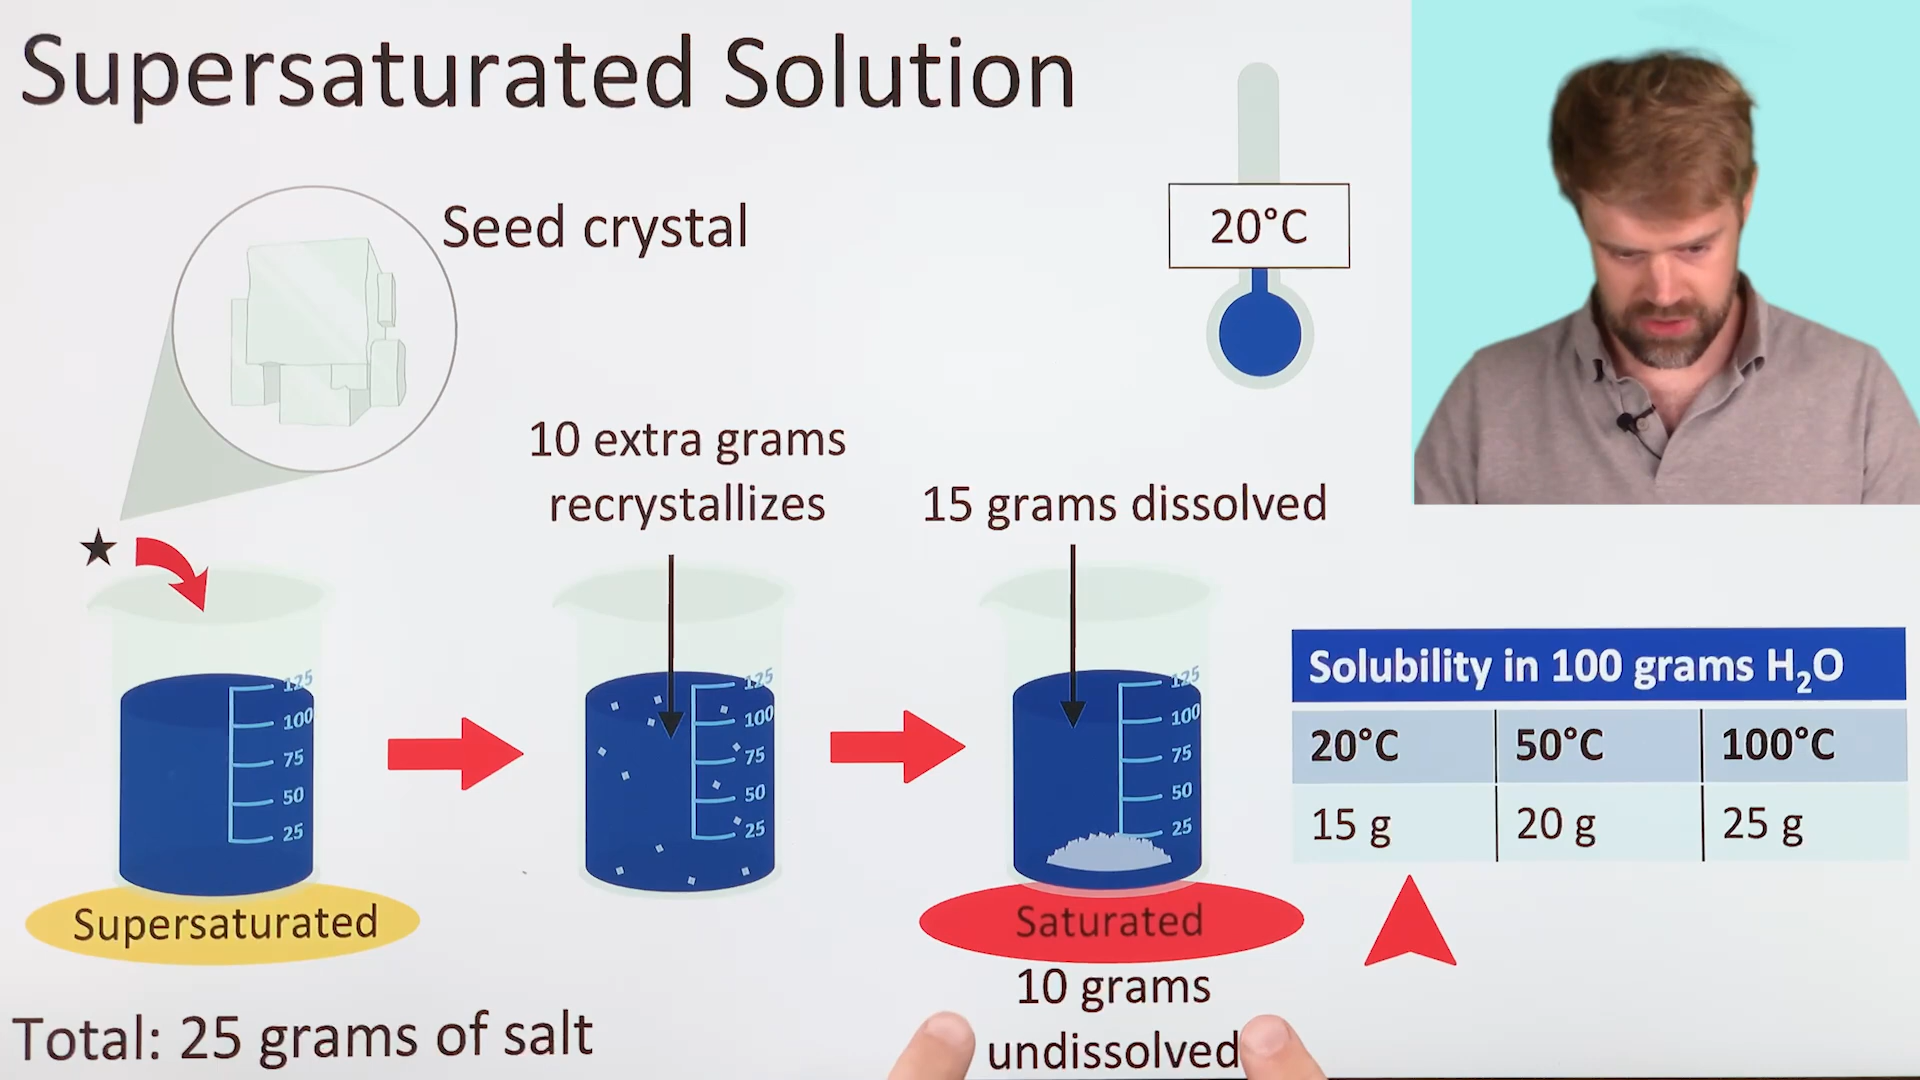 Supersaturated Solution
Seed crystal
20°C
10 extra grams
recrystallizes
15 grams dissolved
125
100
75
50
25
125
100
75
50
25
125
100
75
50
25
Solubility in 100 grams H₂O
20°C 50°C 100°C
15 g 20 g 25 g
Supersaturated
Saturated
10 grams
undissolved
Total: 25 grams of salt